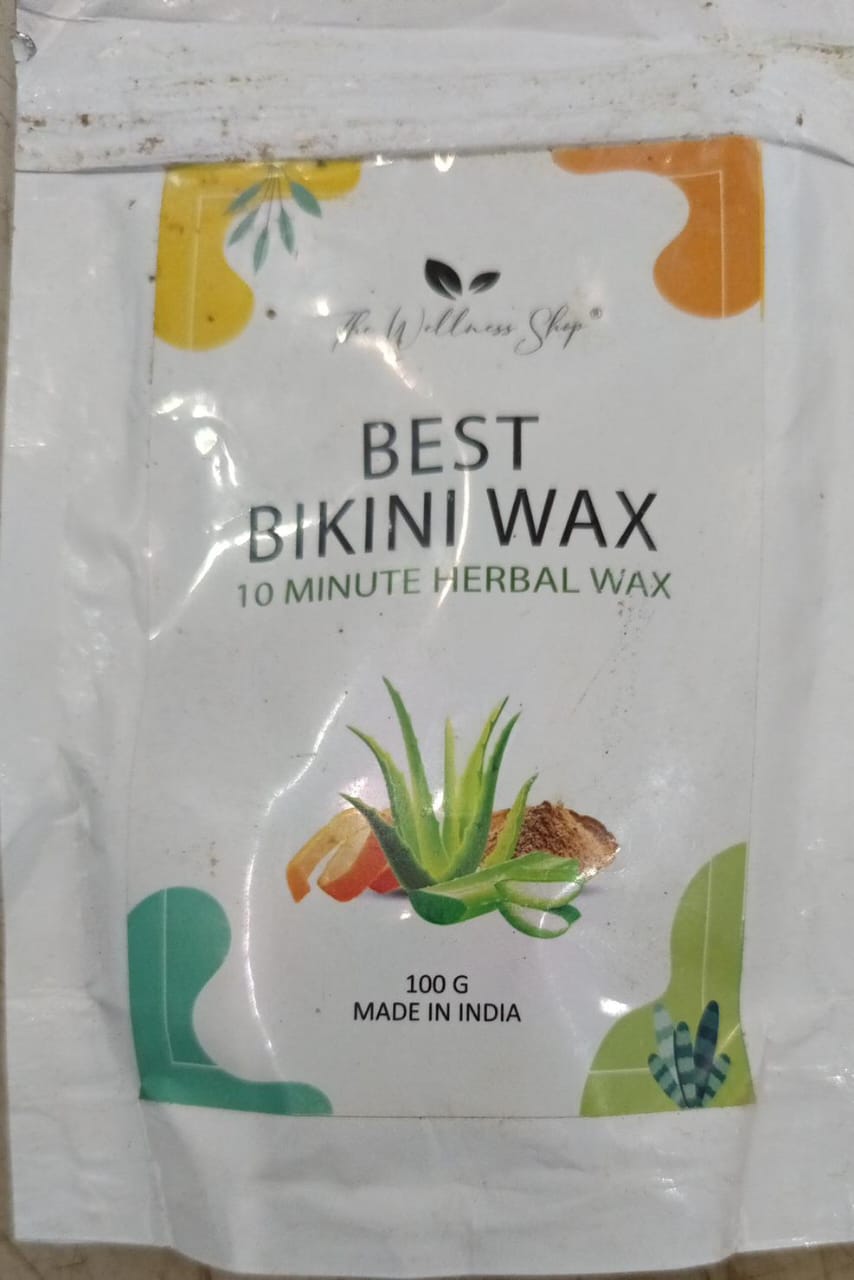 The Wellness Shop®
BEST
BIKINI WAX
10 MINUTE HERBAL WAX
100 G
MADE IN INDIA